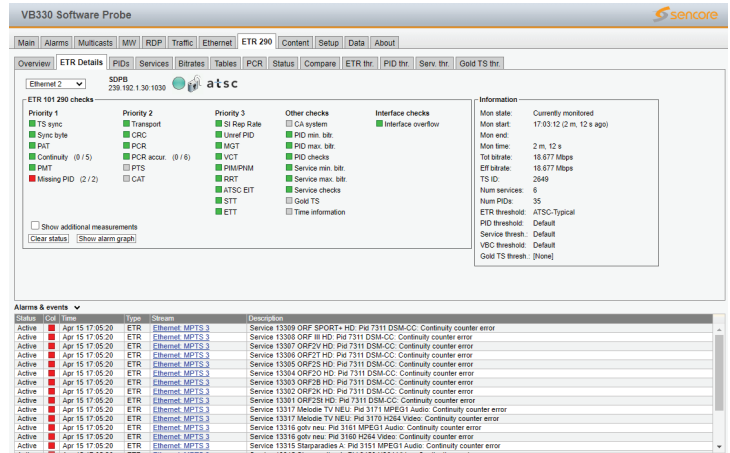 VB330 Software Probe
sencore
Main Alarms Multicasts MW RDP Traffic Ethernet ETR 290 Content Setup Data About
Overview ETR Details PIDs Services Bitrates Tables PCR Status Compare ETR thr. PID thr. Serv. thr. Gold TS thr.
Ethernet 2 SDPB
239.192.1.30:1030 atsc
ETR 101 290 checks
Priority 1
TS sync
Sync byte
PAT
Continuity (0 / 5)
PMT
Missing PID (2 / 2)
Priority 2
Transport
CRC
PCR
PCR accur. (0 / 6)
PTS
CAT
Priority 3
SI Rep Rate
Unref PID
MGT
VCT
PIM/PNM
RRT
ATSC EIT
STT
ETT
Other checks
CA system
PID min. bitr.
PID max. bitr.
PID checks
Service min. bitr.
Service max. bitr.
Service checks
Gold TS
Time information
Interface checks
Interface overflow
Show additional measurements
Clear status Show alarm graph
Information
Mon state: Currently monitored
Mon start: 17:03:12 (2 m, 12 s ago)
Mon end:
Mon time: 2 m, 12 s
Tot bitrate: 18.677 Mbps
Eff bitrate: 18.677 Mbps
TS ID: 2649
Num services: 6
Num PIDs: 35
ETR threshold: ATSC-Typical
PID threshold: Default
Service thresh.: Default
VBC threshold: Default
Gold TS thresh.: [None]
Alarms & events
Status Col Time Type Stream Description
Active Apr 15 17:05:20 ETR Ethernet: MPTS 3 Service 13309 ORF SPORT+ HD: Pid 7311 DSM-CC: Continuity counter error
Active Apr 15 17:05:20 ETR Ethernet: MPTS 3 Service 13308 ORF III HD: Pid 7311 DSM-CC: Continuity counter error
Active Apr 15 17:05:20 ETR Ethernet: MPTS 3 Service 13307 ORF2V HD: Pid 7311 DSM-CC: Continuity counter error
Active Apr 15 17:05:20 ETR Ethernet: MPTS 3 Service 13306 ORF2T HD: Pid 7311 DSM-CC: Continuity counter error
Active Apr 15 17:05:20 ETR Ethernet: MPTS 3 Service 13305 ORF2S HD: Pid 7311 DSM-CC: Continuity counter error
Active Apr 15 17:05:20 ETR Ethernet: MPTS 3 Service 13304 ORF2O HD: Pid 7311 DSM-CC: Continuity counter error
Active Apr 15 17:05:20 ETR Ethernet: MPTS 3 Service 13303 ORF2B HD: Pid 7311 DSM-CC: Continuity counter error
Active Apr 15 17:05:20 ETR Ethernet: MPTS 3 Service 13302 ORF2K HD: Pid 7311 DSM-CC: Continuity counter error
Active Apr 15 17:05:20 ETR Ethernet: MPTS 3 Service 13301 ORF2St HD: Pid 7311 DSM-CC: Continuity counter error
Active Apr 15 17:05:20 ETR Ethernet: MPTS 3 Service 13317 Melodie TV NEU: Pid 3171 MPEG1 Audio: Continuity counter error
Active Apr 15 17:05:20 ETR Ethernet: MPTS 3 Service 13317 Melodie TV NEU: Pid 3170 H264 Video: Continuity counter error
Active Apr 15 17:05:20 ETR Ethernet: MPTS 3 Service 13316 gotv neu: Pid 3161 MPEG1 Audio: Continuity counter error
Active Apr 15 17:05:20 ETR Ethernet: MPTS 3 Service 13316 gotv neu: Pid 3160 H264 Video: Continuity counter error
Active Apr 15 17:05:20 ETR Ethernet: MPTS 3 Service 13315 Starparadies A: Pid 3151 MPEG1 Audio: Continuity counter error